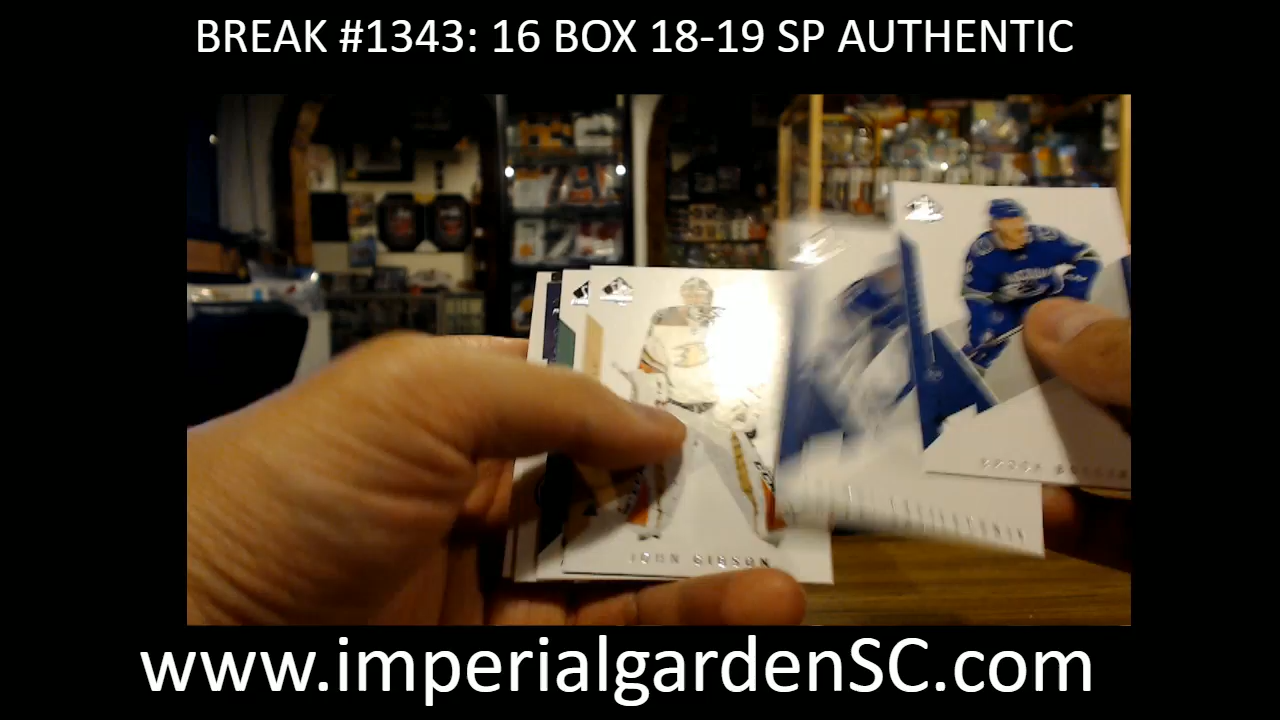 BREAK #1343: 16 BOX 18-19 SP AUTHENTIC
JOHN GIBSON
www.imperialgardenSC.com